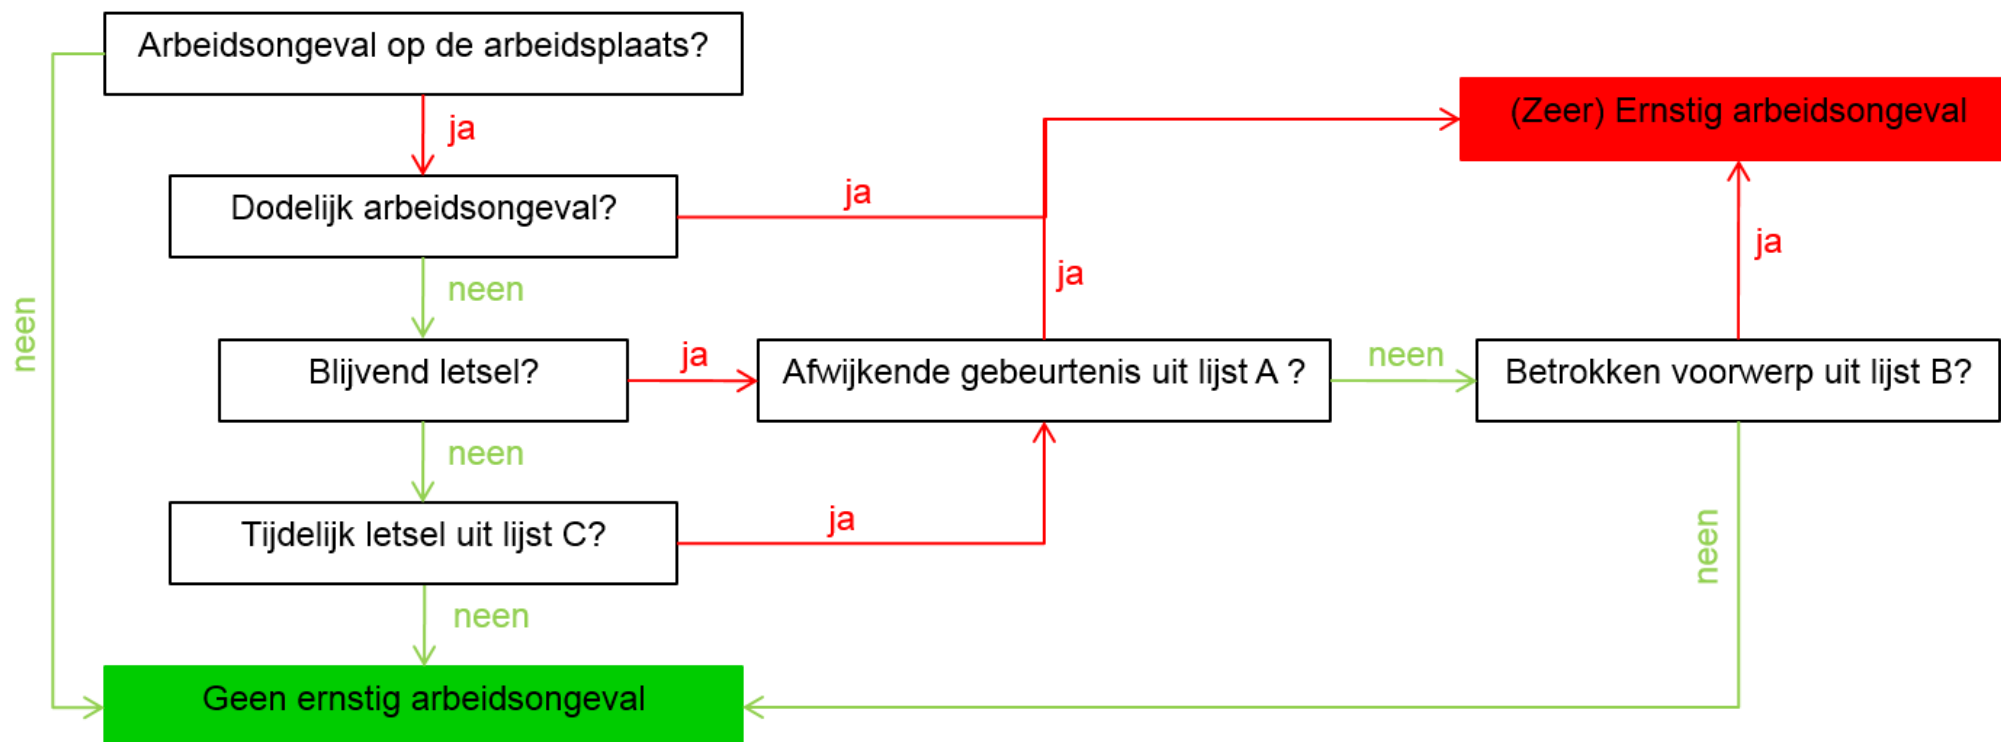 Arbeidsongeval op de arbeidsplaats?
(Zeer) Ernstig arbeidsongeval
ja
Dodelijk arbeidsongeval?
ja
ja
neen
ja
neen
Blijvend letsel?
ja
Afwijkende gebeurtenis uit lijst A ?
neen
Betrokken voorwerp uit lijst B?
neen
Tijdelijk letsel uit lijst C?
ja
neen
neen
Geen ernstig arbeidsongeval